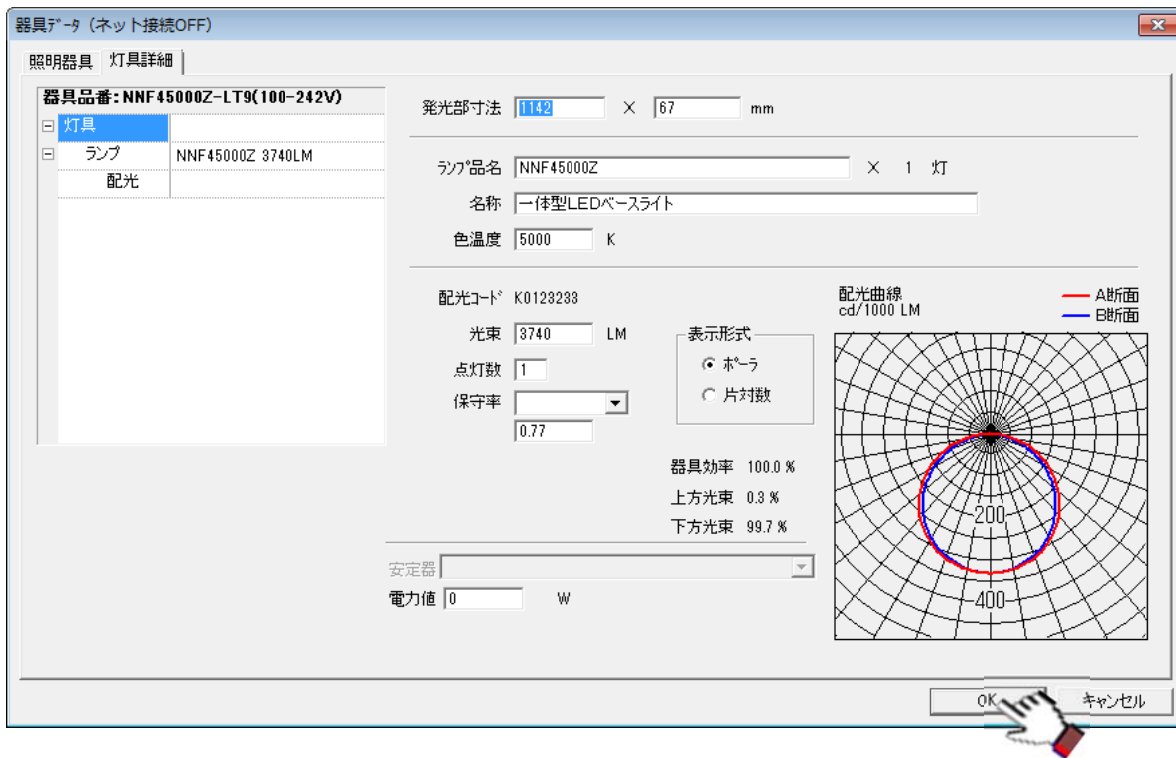 器具ﾃﾞｰﾀ（ネット接続OFF）
照明器具 灯具詳細
器具品番:NNF45000Z-LT9(100-242V)
灯具
ランプ NNF45000Z 3740LM
配光
発光部寸法 1142 × 67 mm
ﾗﾝﾌﾟ品名 NNF45000Z × 1 灯
名称 一体型LEDベースライト
色温度 5000 K
配光ｺｰﾄﾞ K0123233
光束 3740 LM
点灯数 1
保守率
0.77
表示形式
ﾎﾟｰﾗ
片対数
器具効率 100.0 %
上方光束 0.3 %
下方光束 99.7 %
配光曲線
cd/1000 LM
A断面
B断面
200
400
安定器
電力値 0 W
OK キャンセル